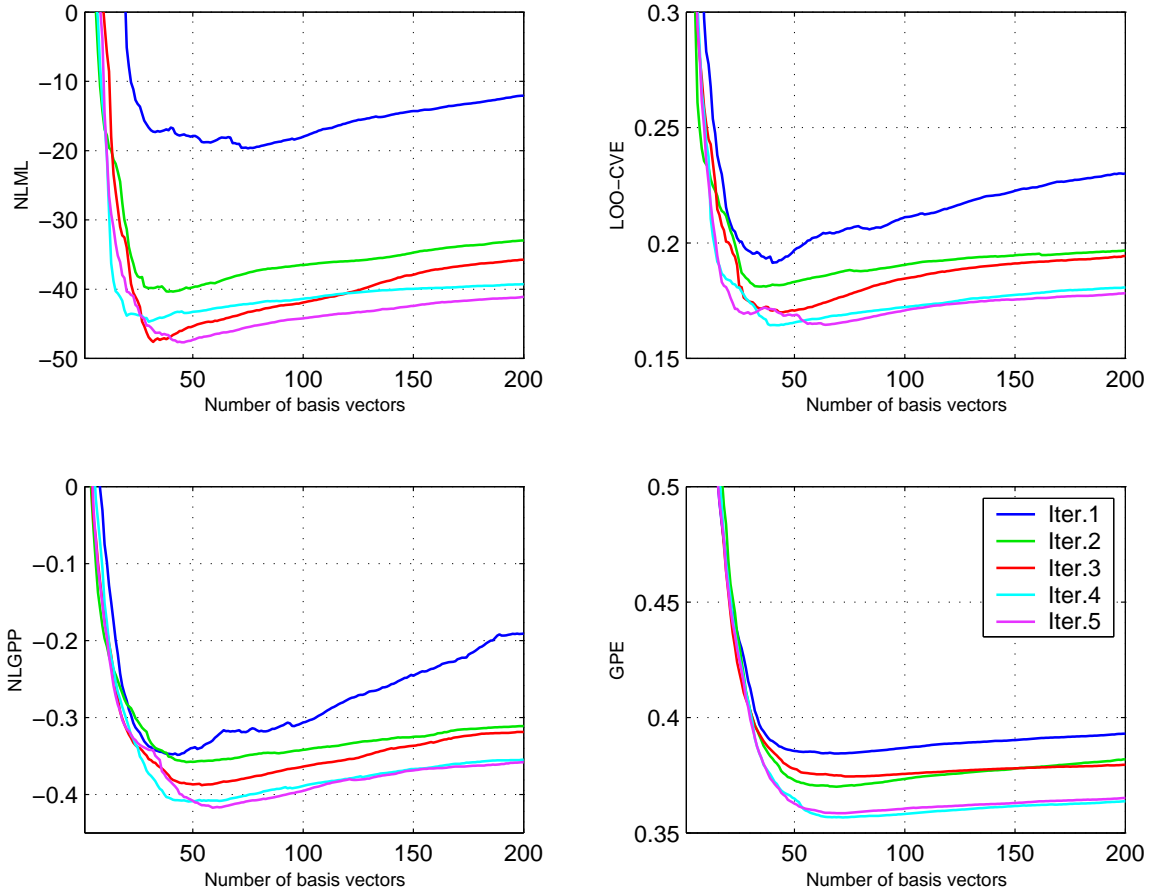 0
−10
−20
−30
−40
−50
50 100 150 200
Number of basis vectors
NLML
0.3
0.25
0.2
0.15
50 100 150 200
Number of basis vectors
LOO−CVE
0
−0.1
−0.2
−0.3
−0.4
50 100 150 200
Number of basis vectors
NLGPP
0.5
0.45
0.4
0.35
50 100 150 200
Number of basis vectors
GPE
Iter.1
Iter.2
Iter.3
Iter.4
Iter.5